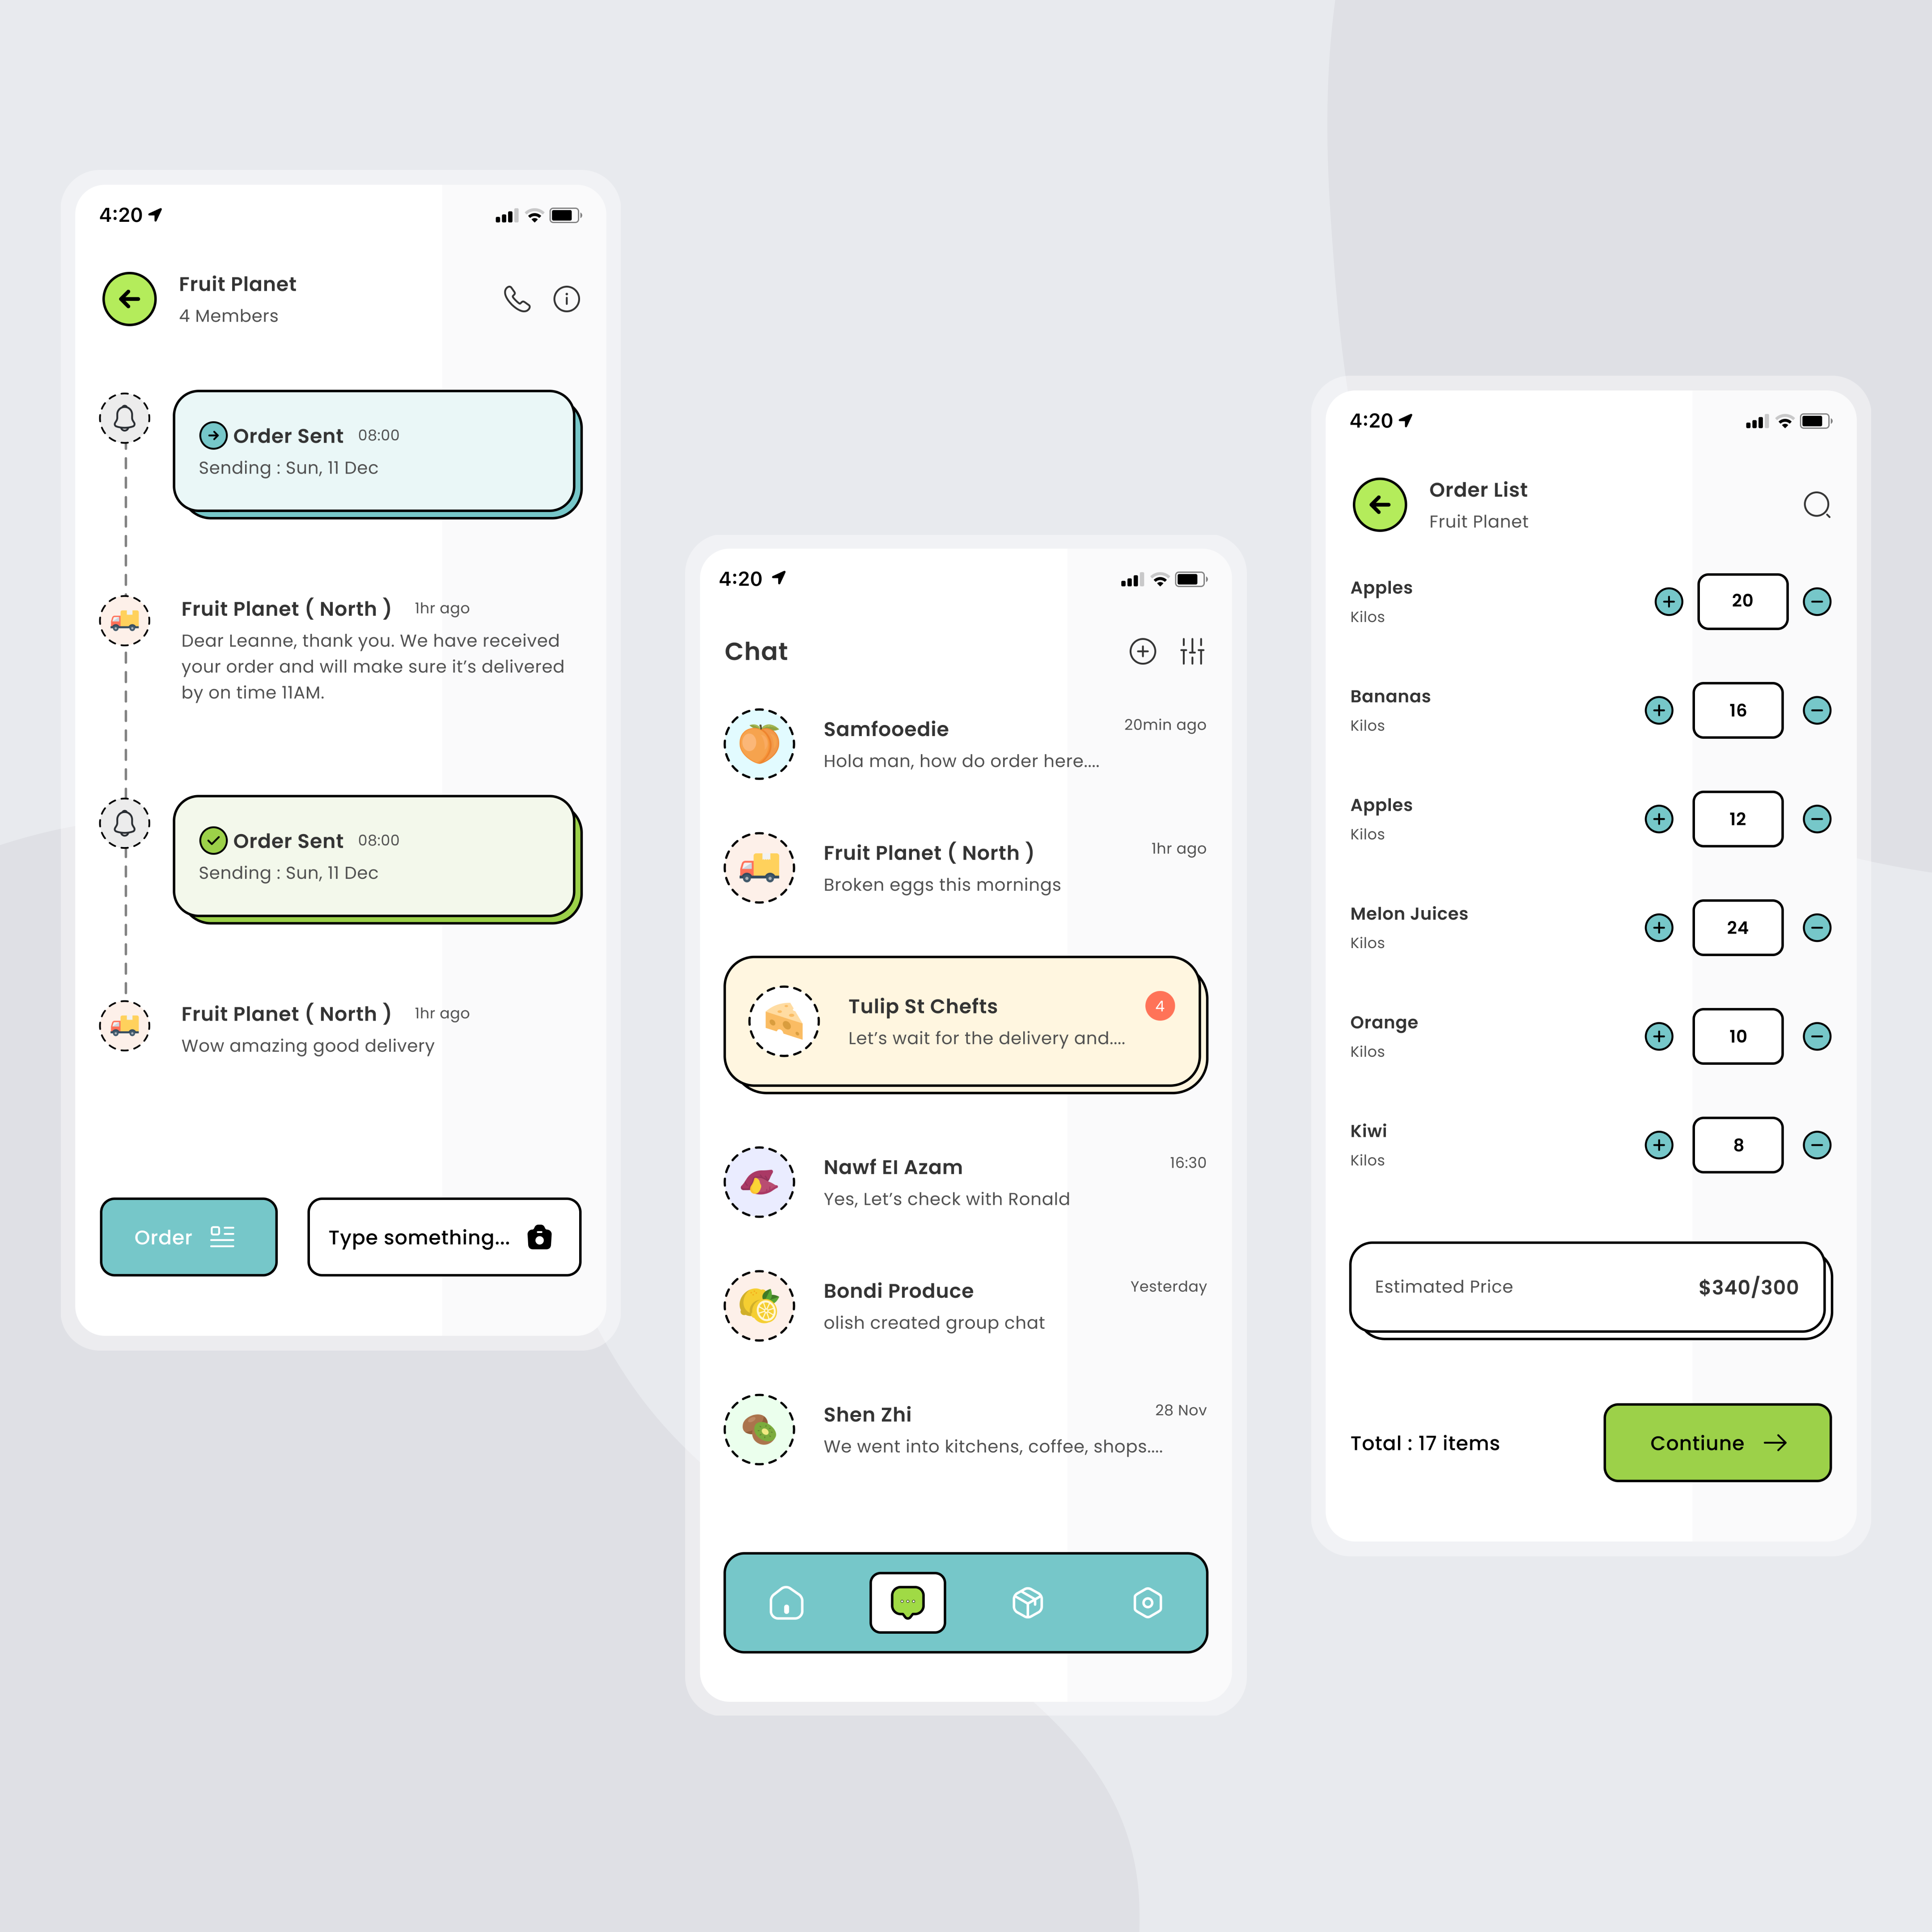 4:20
Fruit Planet
4 Members
Order Sent 08:00
Sending : Sun, 11 Dec
Fruit Planet ( North ) 1hr ago
Dear Leanne, thank you. We have received
your order and will make sure it’s delivered
by on time 11AM.
Order Sent 08:00
Sending : Sun, 11 Dec
Fruit Planet ( North ) 1hr ago
Wow amazing good delivery
Order
Type something...
4:20
Chat
Samfooedie 20min ago
Hola man, how do order here....
Fruit Planet ( North ) 1hr ago
Broken eggs this mornings
Tulip St Chefts 4
Let’s wait for the delivery and....
Nawf El Azam 16:30
Yes, Let’s check with Ronald
Bondi Produce Yesterday
olish created group chat
Shen Zhi 28 Nov
We went into kitchens, coffee, shops....
4:20
Order List
Fruit Planet
Apples 20
Kilos
Bananas 16
Kilos
Apples 12
Kilos
Melon Juices 24
Kilos
Orange 10
Kilos
Kiwi 8
Kilos
Estimated Price $340/300
Total : 17 items Contiune